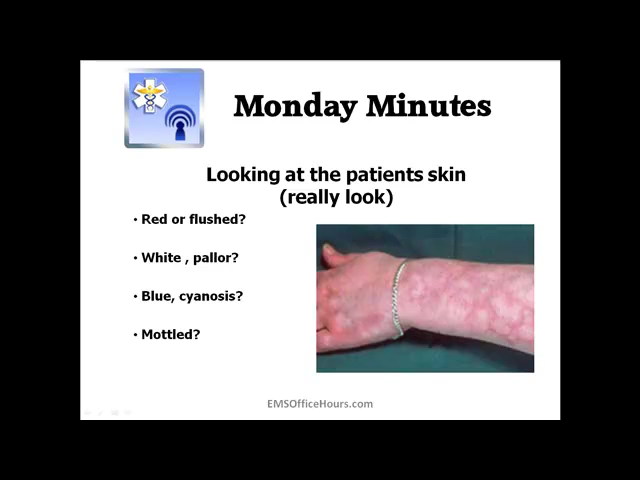 Monday Minutes
Looking at the patients skin
(really look)
• Red or flushed?
• White , pallor?
• Blue, cyanosis?
• Mottled?
EMSOfficeHours.com